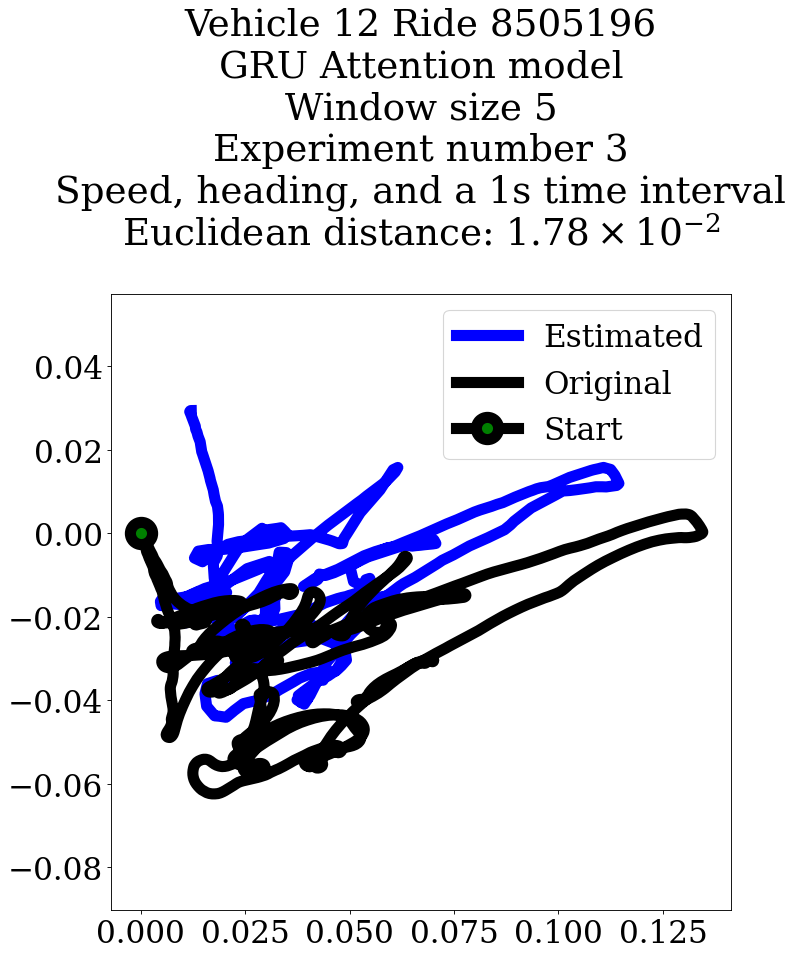 Vehicle 12 Ride 8505196
GRU Attention model
Window size 5
Experiment number 3
Speed, heading, and a 1s time interval
Euclidean distance: 1.78 × 10⁻²
Estimated
Original
Start
0.04
0.02
0.00
−0.02
−0.04
−0.06
−0.08
0.000 0.025 0.050 0.075 0.100 0.125